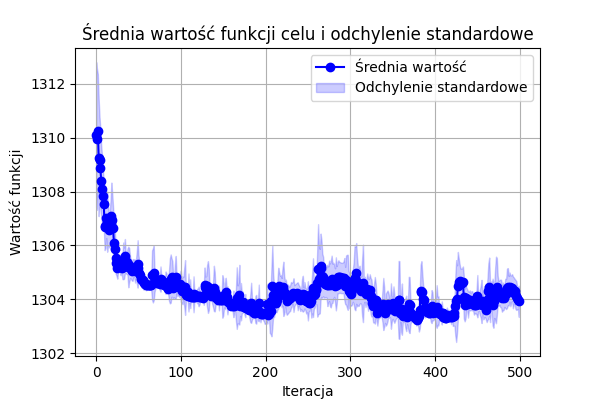 Średnia wartość funkcji celu i odchylenie standardowe
Średnia wartość
Odchylenie standardowe
Wartość funkcji
1312
1310
1308
1306
1304
1302
0 100 200 300 400 500
Iteracja